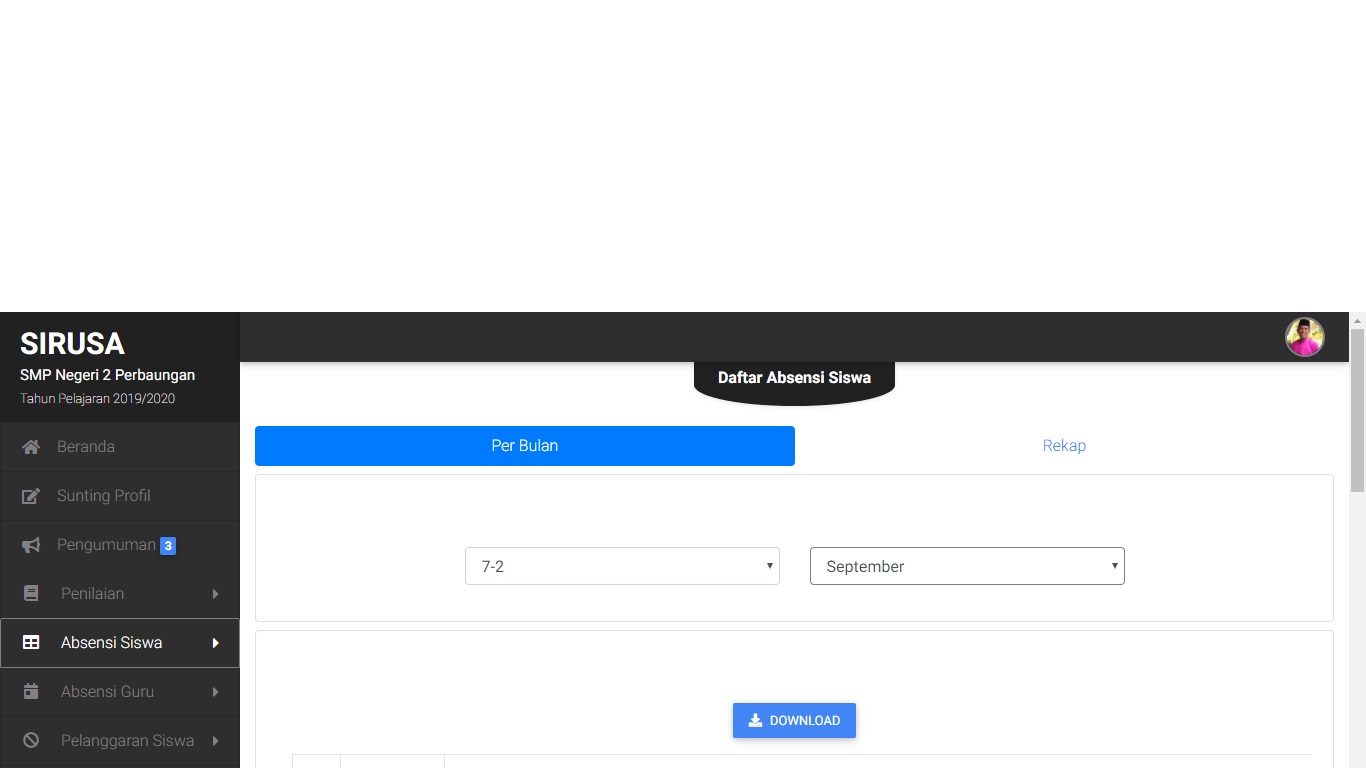 SIRUSA
SMP Negeri 2 Perbaungan
Tahun Pelajaran 2019/2020
Beranda
Sunting Profil
Pengumuman 3
Penilaian
Absensi Siswa
Absensi Guru
Pelanggaran Siswa
Daftar Absensi Siswa
Per Bulan
Rekap
7-2
September
DOWNLOAD